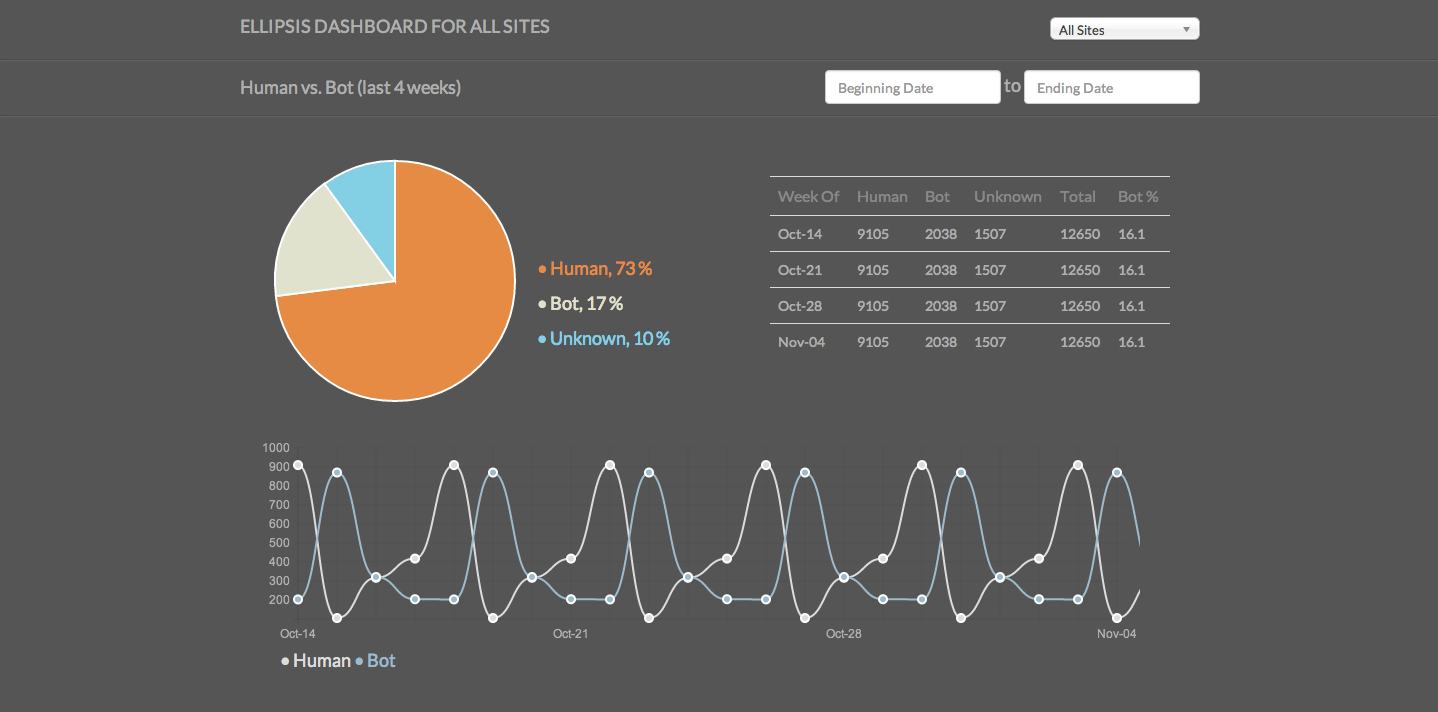 ELLIPSIS DASHBOARD FOR ALL SITES
All Sites
Human vs. Bot (last 4 weeks)
Beginning Date to Ending Date
Human, 73%
Bot, 17%
Unknown, 10%
Week Of Human Bot Unknown Total Bot %
Oct-14 9105 2038 1507 12650 16.1
Oct-21 9105 2038 1507 12650 16.1
Oct-28 9105 2038 1507 12650 16.1
Nov-04 9105 2038 1507 12650 16.1
1000
900
800
700
600
500
400
300
200
Oct-14 Oct-21 Oct-28 Nov-04
Human Bot